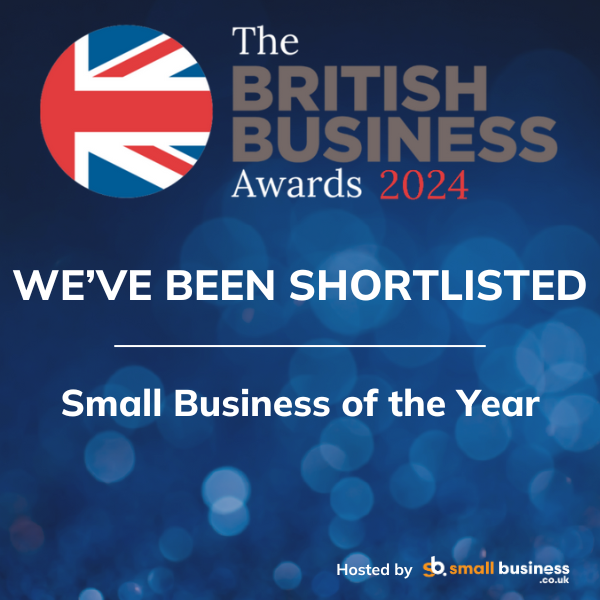 The
BRITISH
BUSINESS
Awards 2024
WE’VE BEEN SHORTLISTED
Small Business of the Year
Hosted by sb. small business
.co.uk